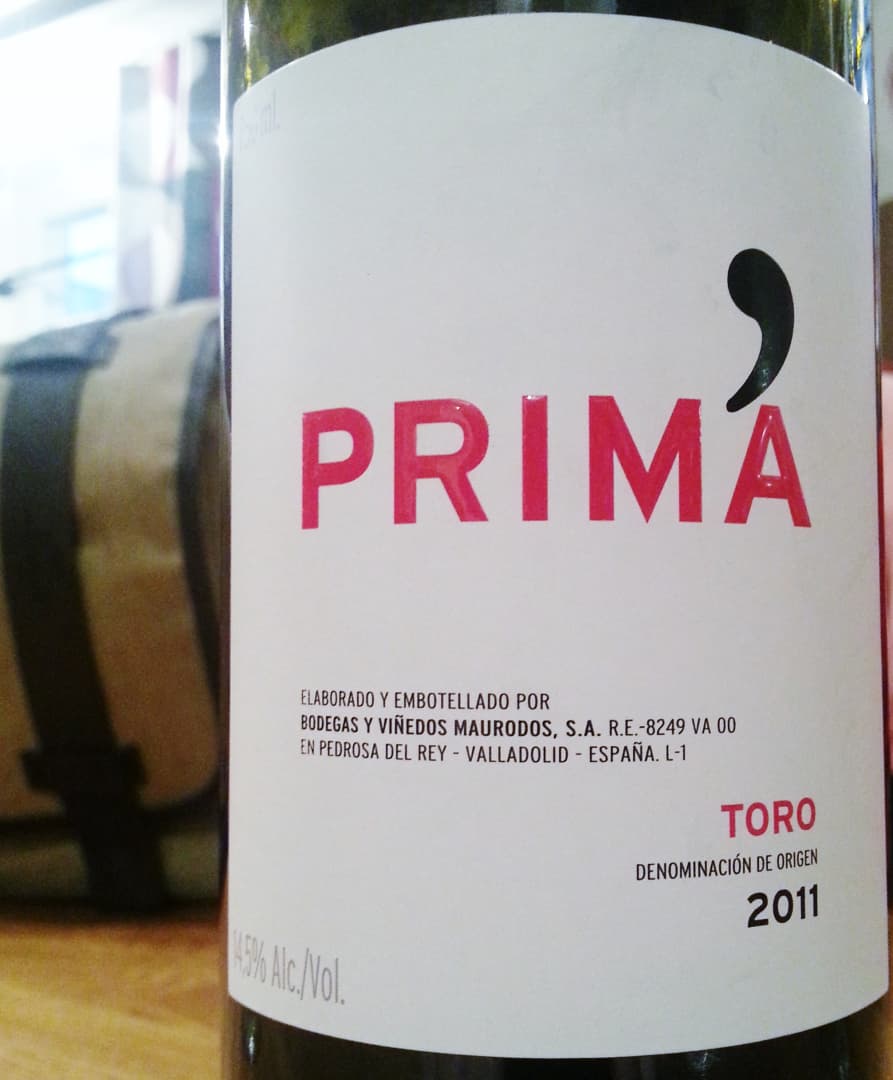 PRIMA
ELABORADO Y EMBOTELLADO POR
BODEGAS Y VIÑEDOS MAURODOS, S.A. R.E.-8249 VA 00
EN PEDROSA DEL REY - VALLADOLID - ESPAÑA. L-1
TORO
DENOMINACIÓN DE ORIGEN
2011
14,5% Alc./Vol.